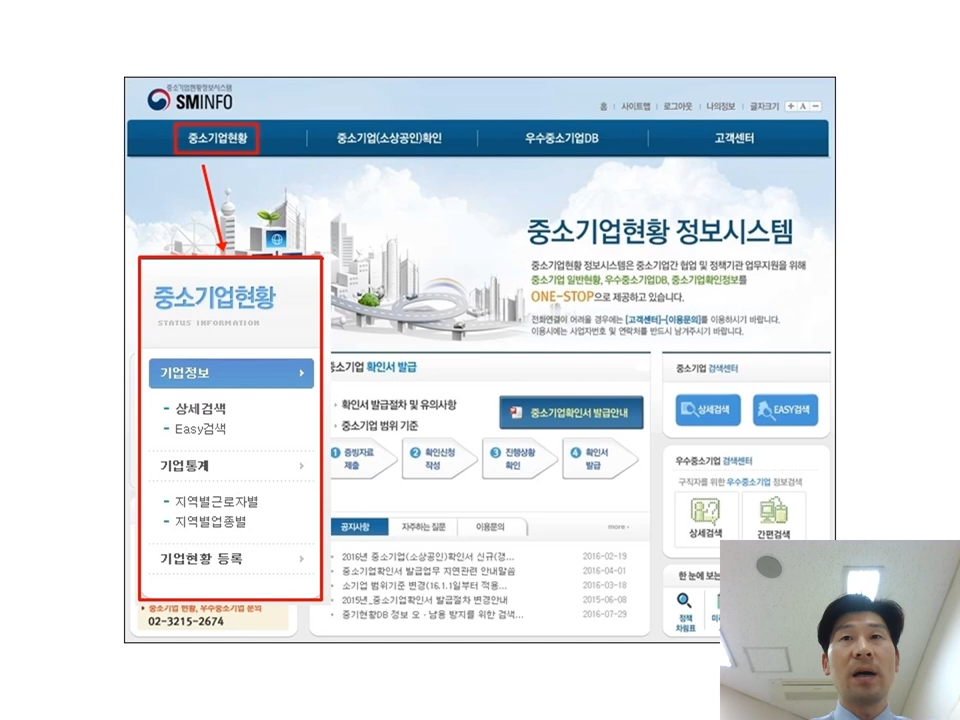 중소기업현황정보시스템
SMINFO
홈 | 사이트맵 | 로그아웃 | 나의정보 | 글자크기 + A -
중소기업현황
중소기업(소상공인)확인
우수중소기업DB
고객센터
중소기업현황 정보시스템
중소기업현황 정보시스템은 중소기업간 협업 및 정책기관 업무지원을 위해
중소기업 일반현황, 우수중소기업DB, 중소기업확인정보를
ONE-STOP으로 제공하고 있습니다.
전화연결이 어려울 경우에는 [고객센터]-[이용문의]를 이용하시기 바랍니다.
이용시에는 사업자번호 및 연락처를 반드시 남겨주시기 바랍니다.
중소기업현황
STATUS INFORMATION
기업정보
- 상세검색
- Easy검색
기업통계
- 지역별근로자별
- 지역별업종별
기업현황 등록
중소기업 현황, 우수중소기업 문의
02-3215-2674
중소기업 확인서 발급
확인서 발급절차 및 유의사항
중소기업 범위 기준
중소기업확인서 발급안내
1 증빙자료
제출
2 확인신청
작성
3 진행상황
확인
4 확인서
발급
공지사항
자주하는 질문
이용문의
more
2016년 중소기업(소상공인)확인서 신규(갱... 2016-02-19
중소기업확인서 발급업무 지연관련 안내말씀 2016-04-01
소기업 범위기준 변경(16.1.1일부터 적용... 2016-03-18
2015년_중소기업확인서 발급절차 변경안내 2015-06-08
중기현황DB 정보 오·남용 방지를 위한 검색... 2016-07-29
중소기업 검색센터
상세검색
EASY검색
우수중소기업 검색센터
구직자를 위한 우수중소기업 정보검색
상세검색
간편검색
한 눈에 보는
정책
차림표